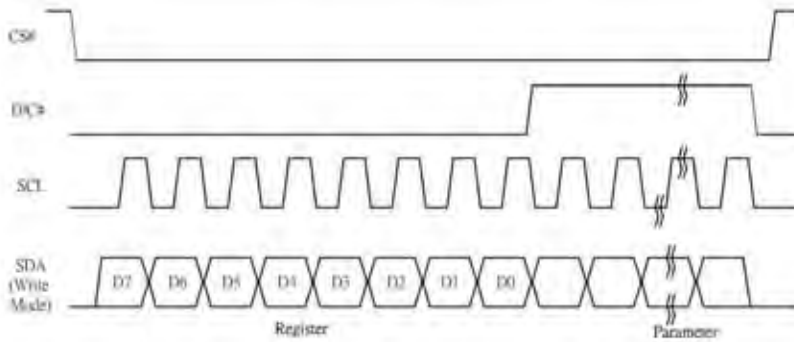 CS#
D/C#
SCL
SDA
(Write
Mode)
D7 D6 D5 D4 D3 D2 D1 D0
Register Parameter